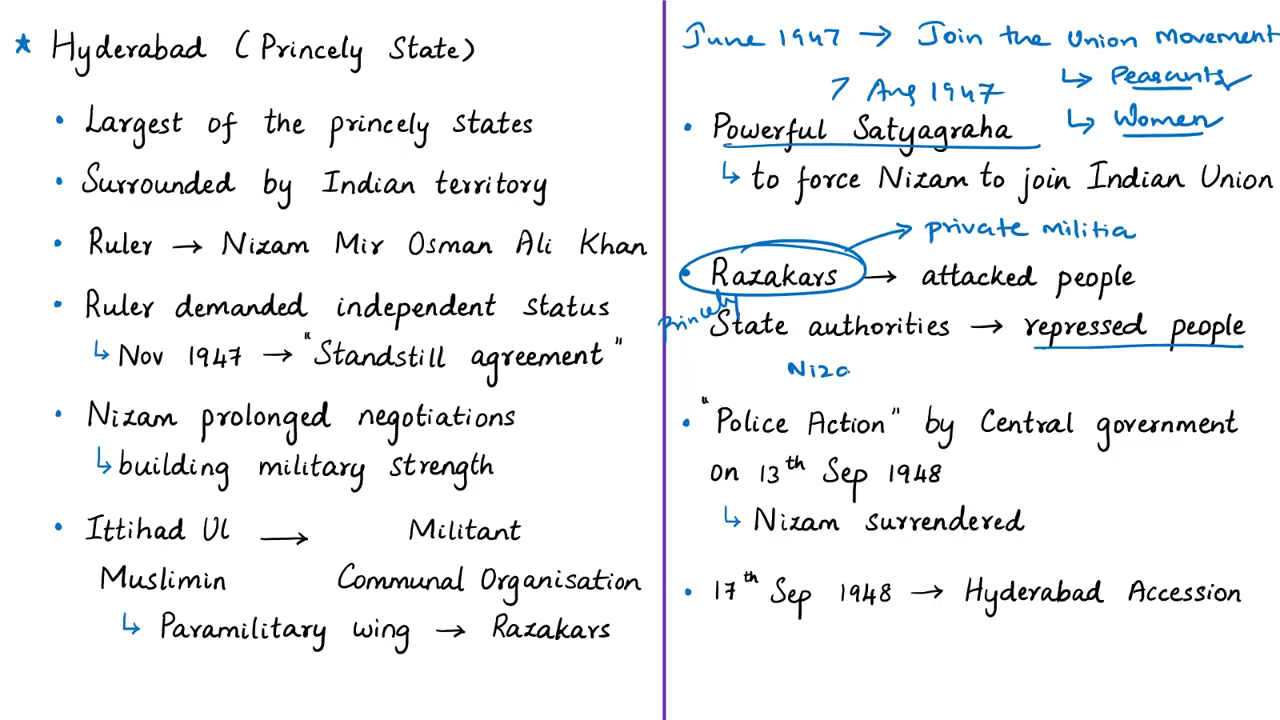 ★ Hyderabad (Princely State)
• Largest of the princely states
• Surrounded by Indian territory
• Ruler → Nizam Mir Osman Ali Khan
• Ruler demanded independent status
↳ Nov 1947 → "Standstill agreement"
• Nizam prolonged negotiations
↳ building military strength
• Ittihad Ul → Militant
Muslimin Communal Organisation
↳ Paramilitary wing → Razakars
June 1947 → Join the Union Movement
↳ Peasants
7 Aug 1947
↳ Women
• Powerful Satyagraha
↳ to force Nizam to join Indian Union
→ private militia
• Razakars → attacked people
Princely
State authorities → repressed people
Niza
• "Police Action" by Central government
on 13th Sep 1948
↳ Nizam surrendered
• 17th Sep 1948 → Hyderabad Accession